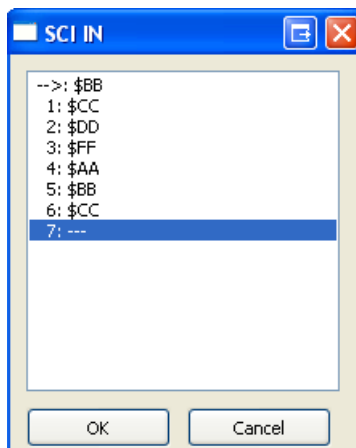 SCI IN
-->: $BB
1: $CC
2: $DD
3: $FF
4: $AA
5: $BB
6: $CC
7: ---
OK Cancel